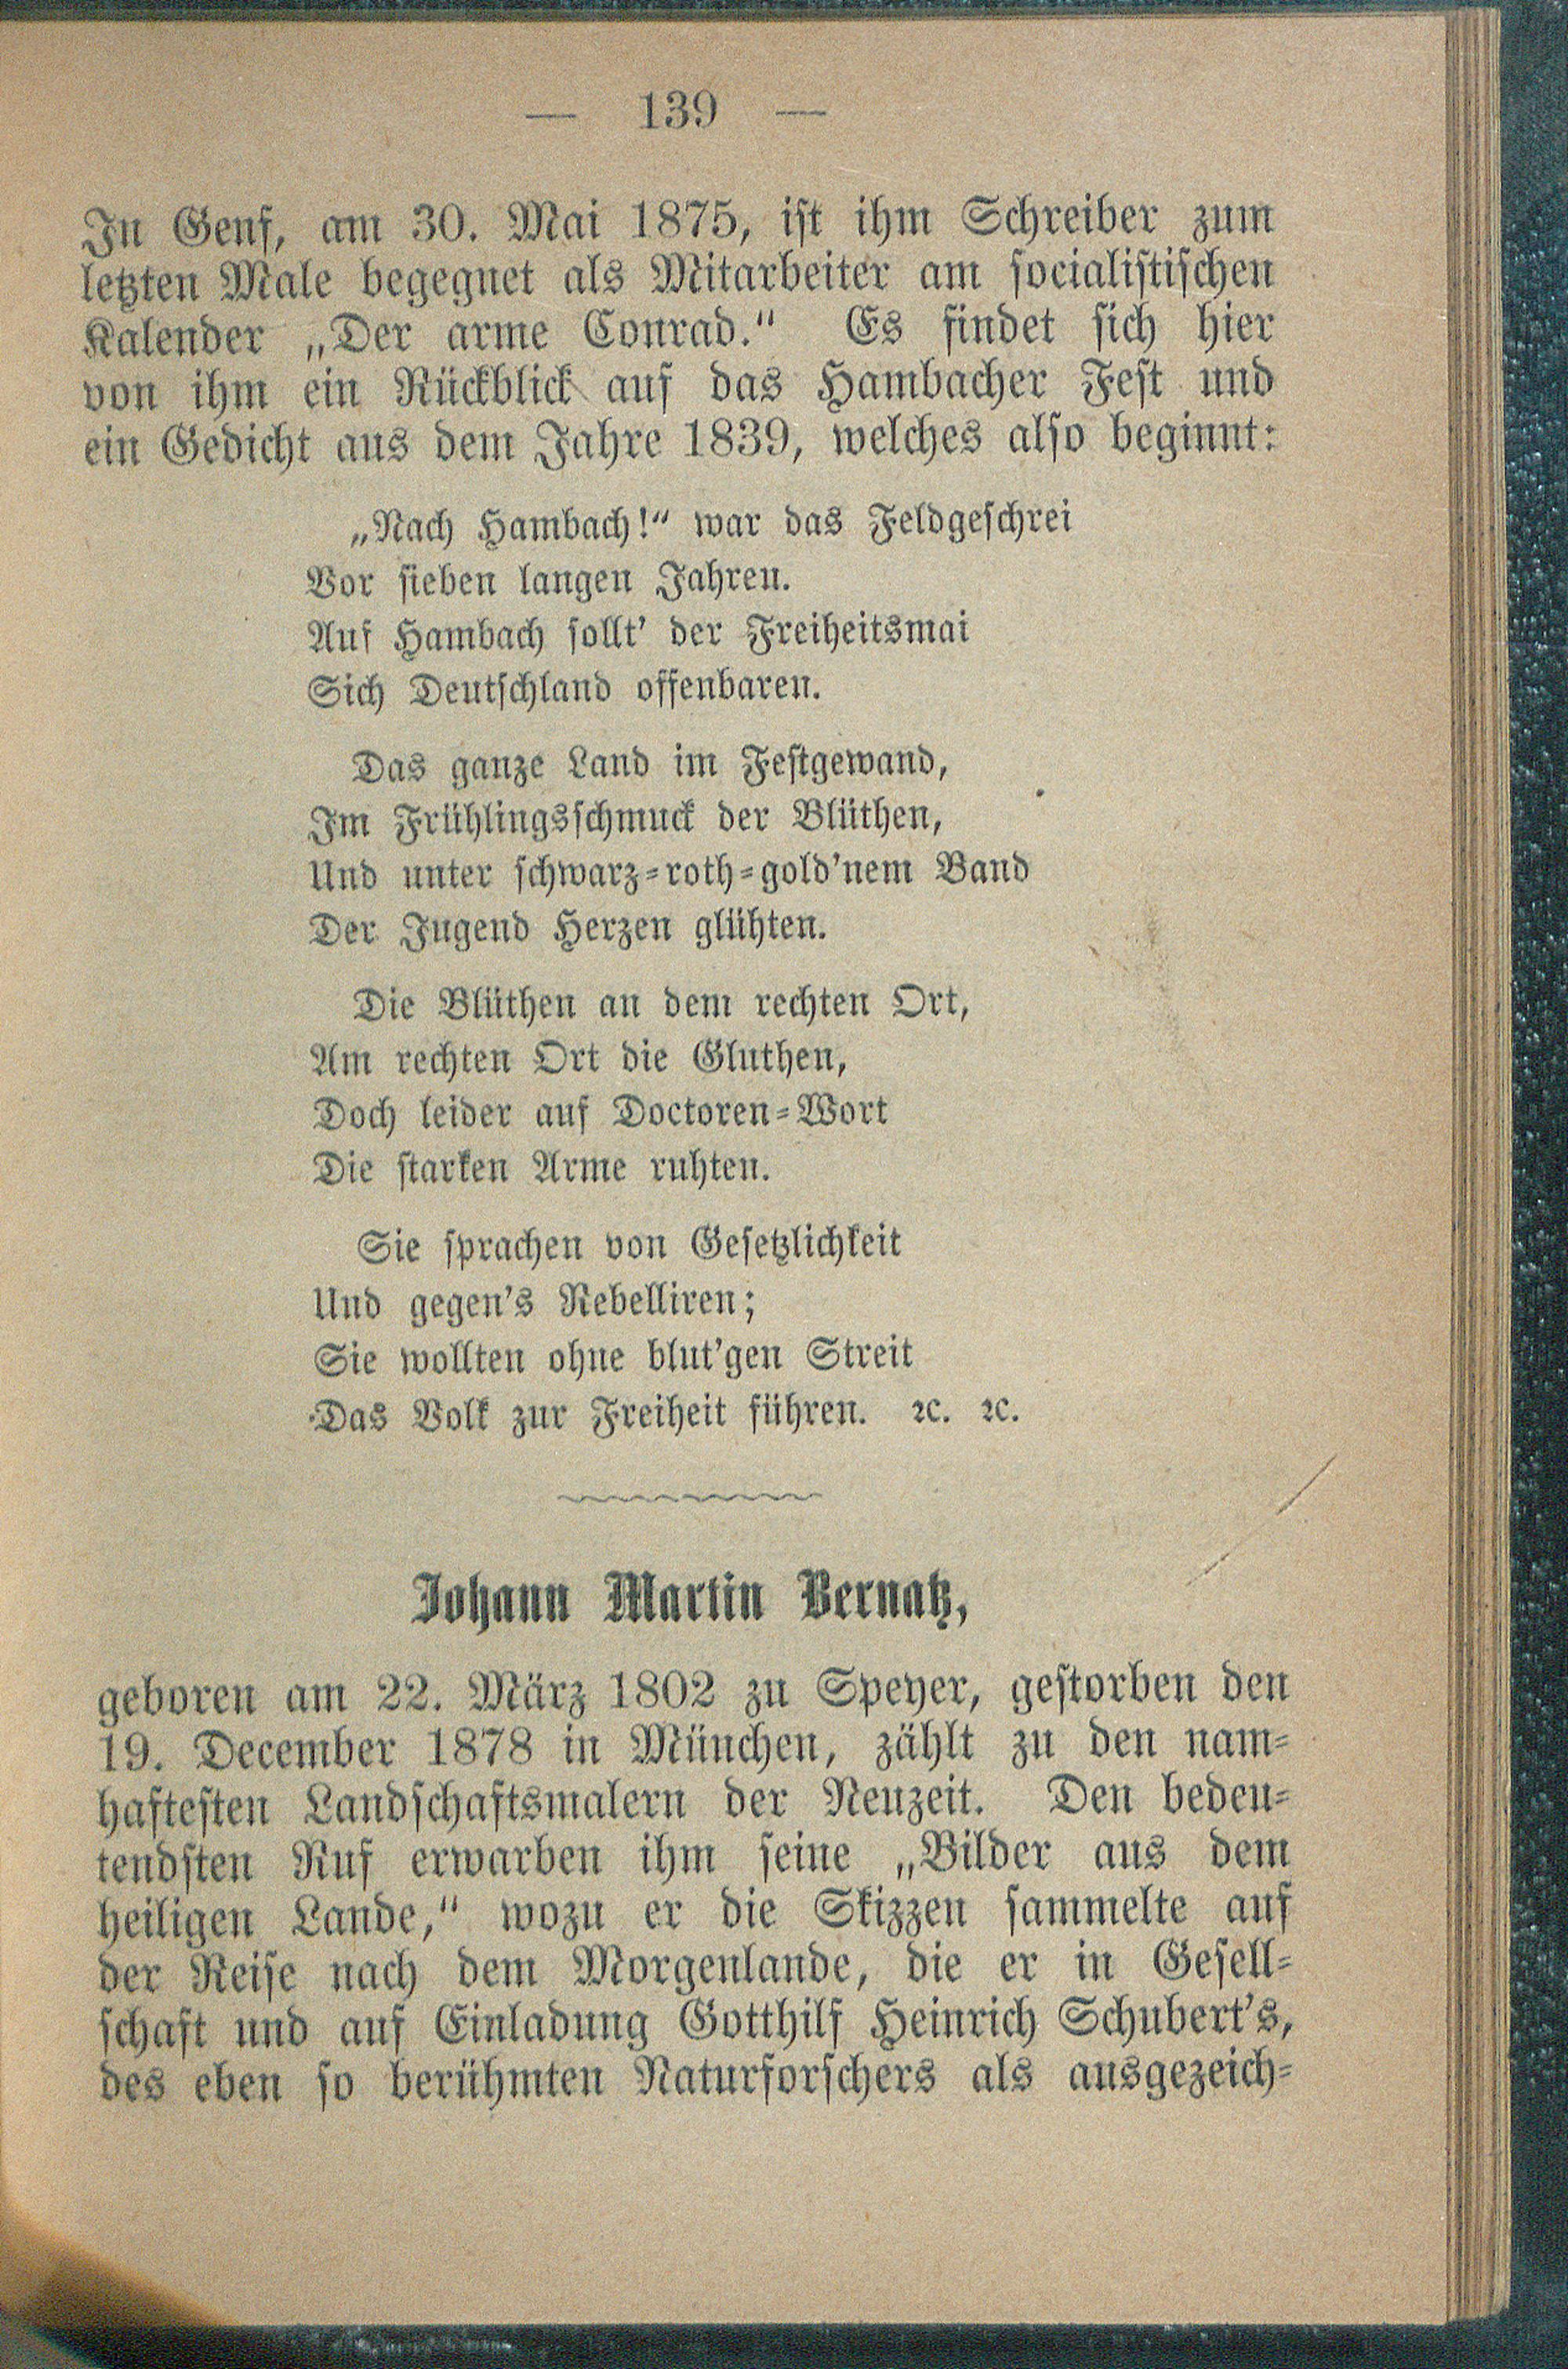 — 139 —
In Genf, am 30. Mai 1875, ist ihm Schreiber zum
letzten Male begegnet als Mitarbeiter am socialistischen
Kalender „Der arme Conrad.“ Es findet sich hier
von ihm ein Rückblick auf das Hambacher Fest und
ein Gedicht aus dem Jahre 1839, welches also beginnt:
„Nach Hambach!“ war das Feldgeschrei
Vor sieben langen Jahren.
Auf Hambach sollt' der Freiheitsmai
Sich Deutschland offenbaren.
Das ganze Land im Festgewand,
Im Frühlingsschmuck der Blüthen,
Und unter schwarz-roth-gold'nem Band
Der Jugend Herzen glühten.
Die Blüthen an dem rechten Ort,
Am rechten Ort die Gluthen,
Doch leider auf Doctoren-Wort
Die starken Arme ruhten.
Sie sprachen von Gesetzlichkeit
Und gegen's Rebelliren;
Sie wollten ohne blut'gen Streit
Das Volk zur Freiheit führen. ꝛc. ꝛc.
Johann Martin Bernatz,
geboren am 22. März 1802 zu Speyer, gestorben den
19. December 1878 in München, zählt zu den nam-
haftesten Landschaftsmalern der Neuzeit. Den bedeu-
tendsten Ruf erwarben ihm seine „Bilder aus dem
heiligen Lande,“ wozu er die Skizzen sammelte auf
der Reise nach dem Morgenlande, die er in Gesell-
schaft und auf Einladung Gotthilf Heinrich Schubert's,
des eben so berühmten Naturforschers als ausgezeich-